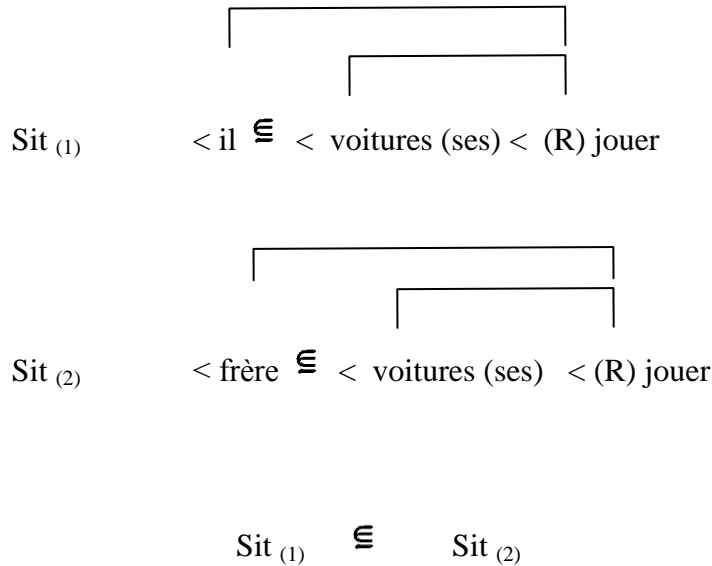 Sit (1) < il ⋸ < voitures (ses) < (R) jouer
Sit (2) < frère ⋸ < voitures (ses) < (R) jouer
Sit (1) ⋸ Sit (2)